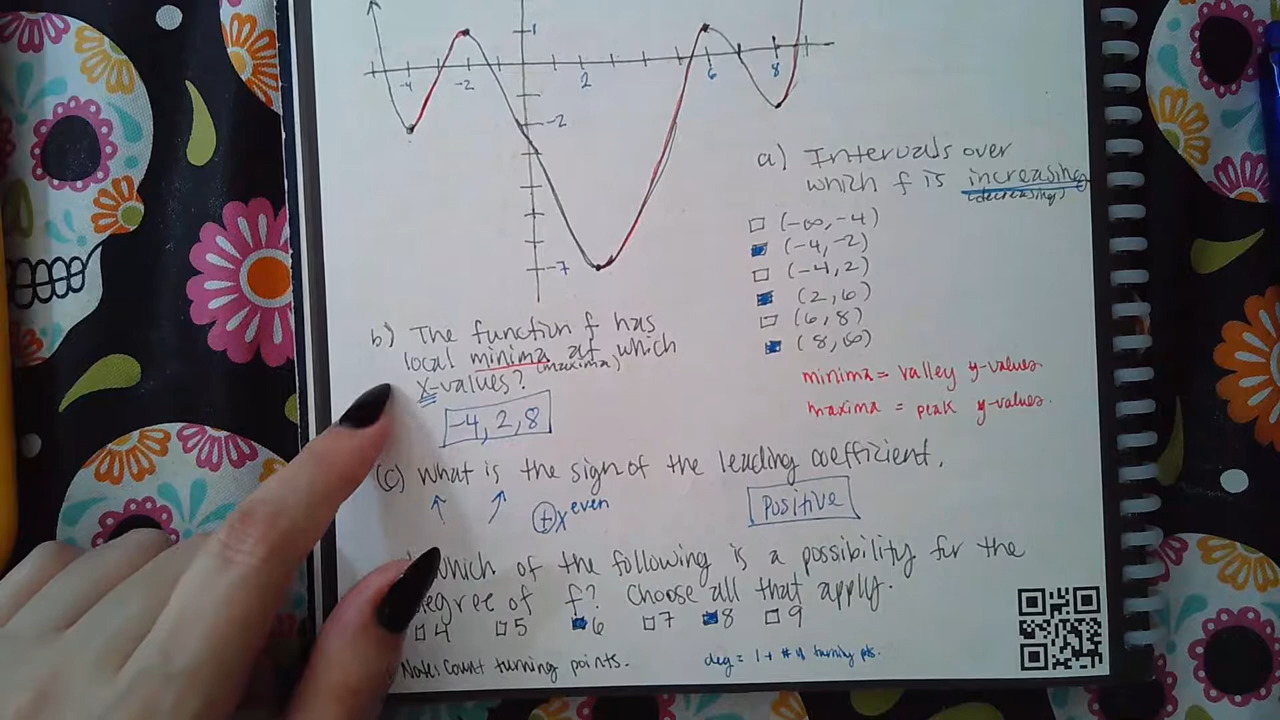 1
-4
-2
2
6
8
-2
-7
a) Intervals over
which f is increasing
(decreasing)
(-∞, -4)
(-4, -2)
(-4, 2)
(2, 6)
(6, 8)
(8, ∞)
b) The function f has
local minima at which
(maxima)
x-values?
-4, 2, 8
minima = valley y-values
maxima = peak y-values.
(c) What is the sign of the leading coefficient.
+x even
Positive
which of the following is a possibility for the
degree of f? Choose all that apply.
4 5 6 7 8 9
Note: Count turning points.
deg = 1 + # of turning pts.